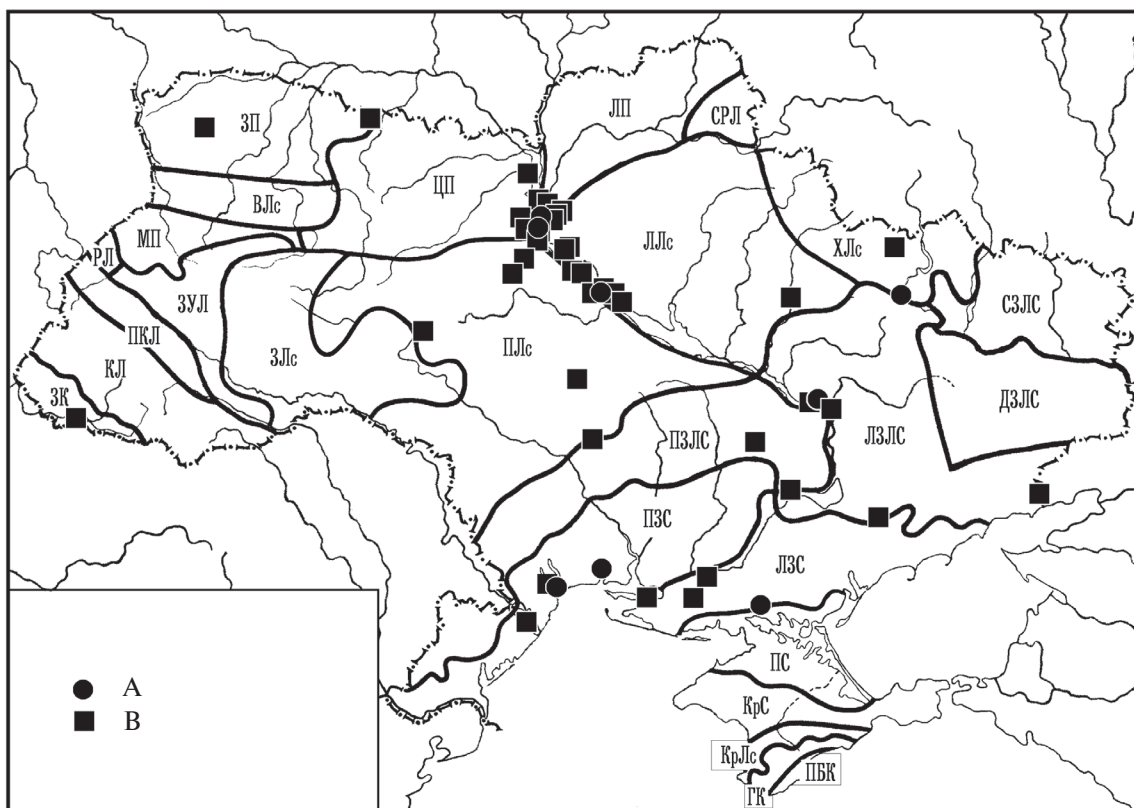 ЗП
ЛП
СРЛ
ВЛс
ЦП
МП
РЛ
ЛЛс
ХЛс
СЗЛС
ЗУЛ
ПКЛ
КЛ
ЗЛс
ПЛс
ЗК
ДЗЛС
ПЗЛС
ЛЗЛС
ПЗС
ЛЗС
ПС
КрС
КрЛс
ПБК
ГК
A
B